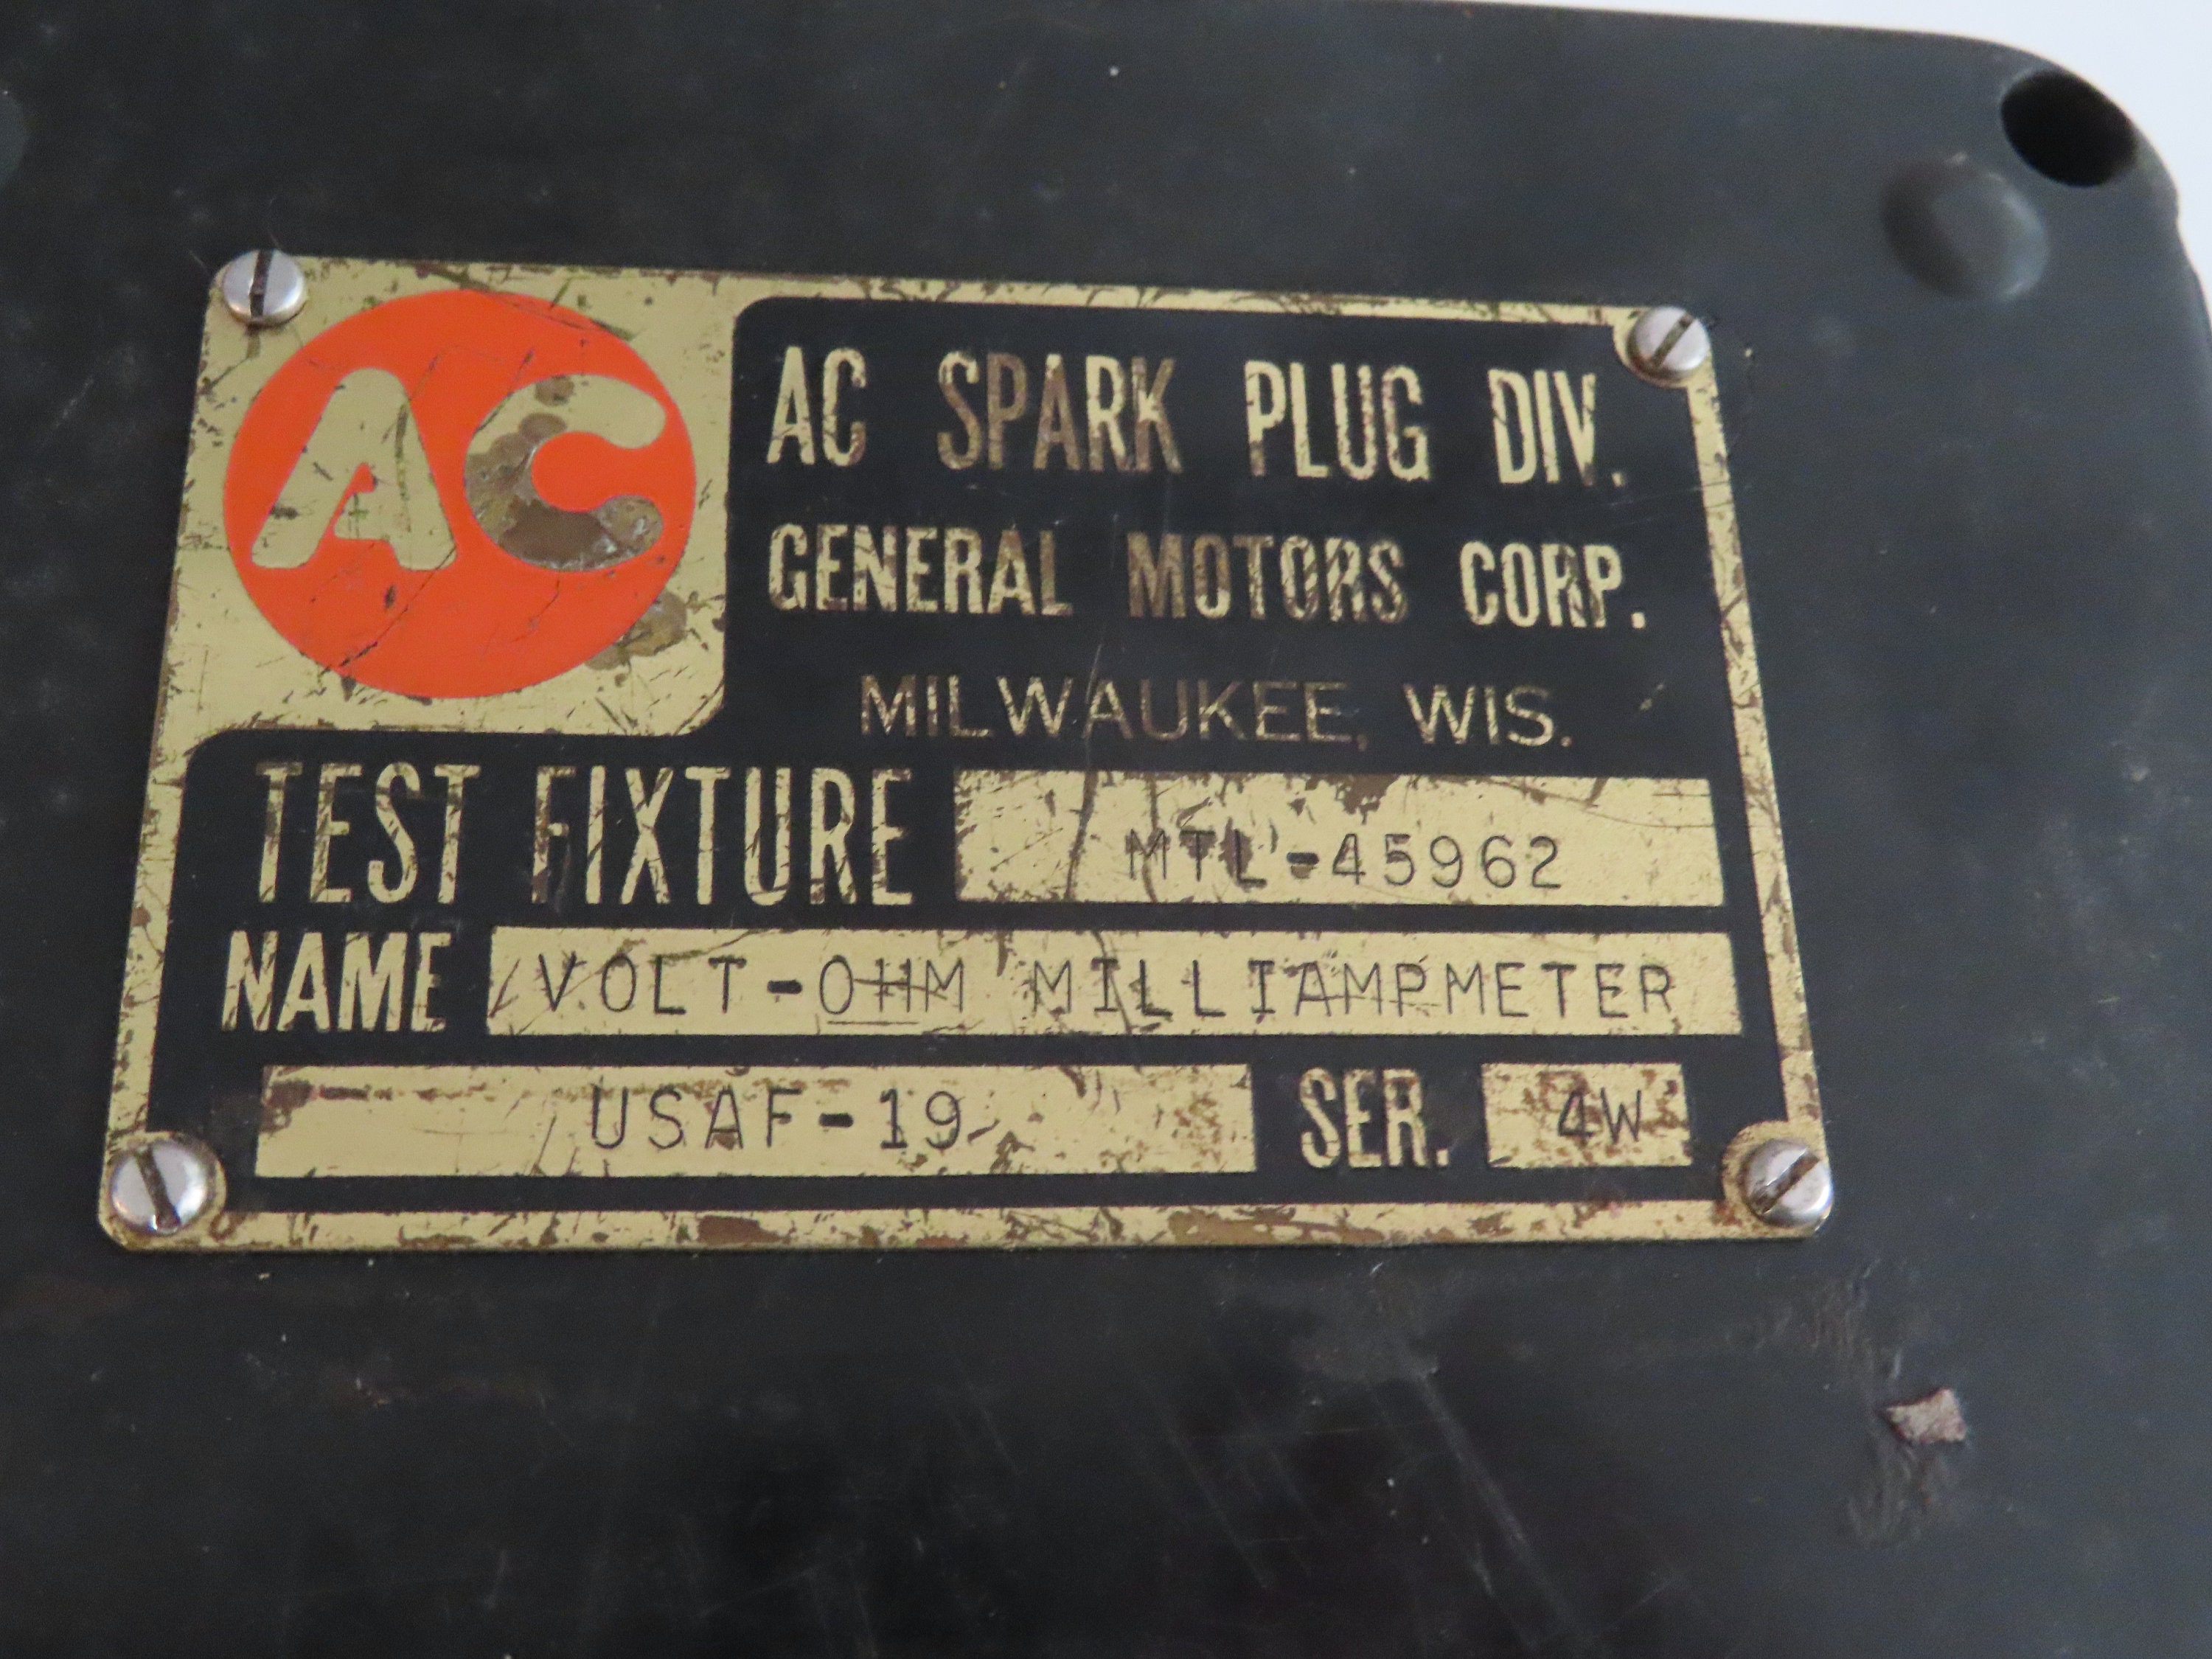 AC
AC SPARK PLUG DIV.
GENERAL MOTORS CORP.
MILWAUKEE, WIS.
TEST FIXTURE MTL-45962
NAME VOLT-OHM MILLIAMPMETER
USAF-19 SER. 4W